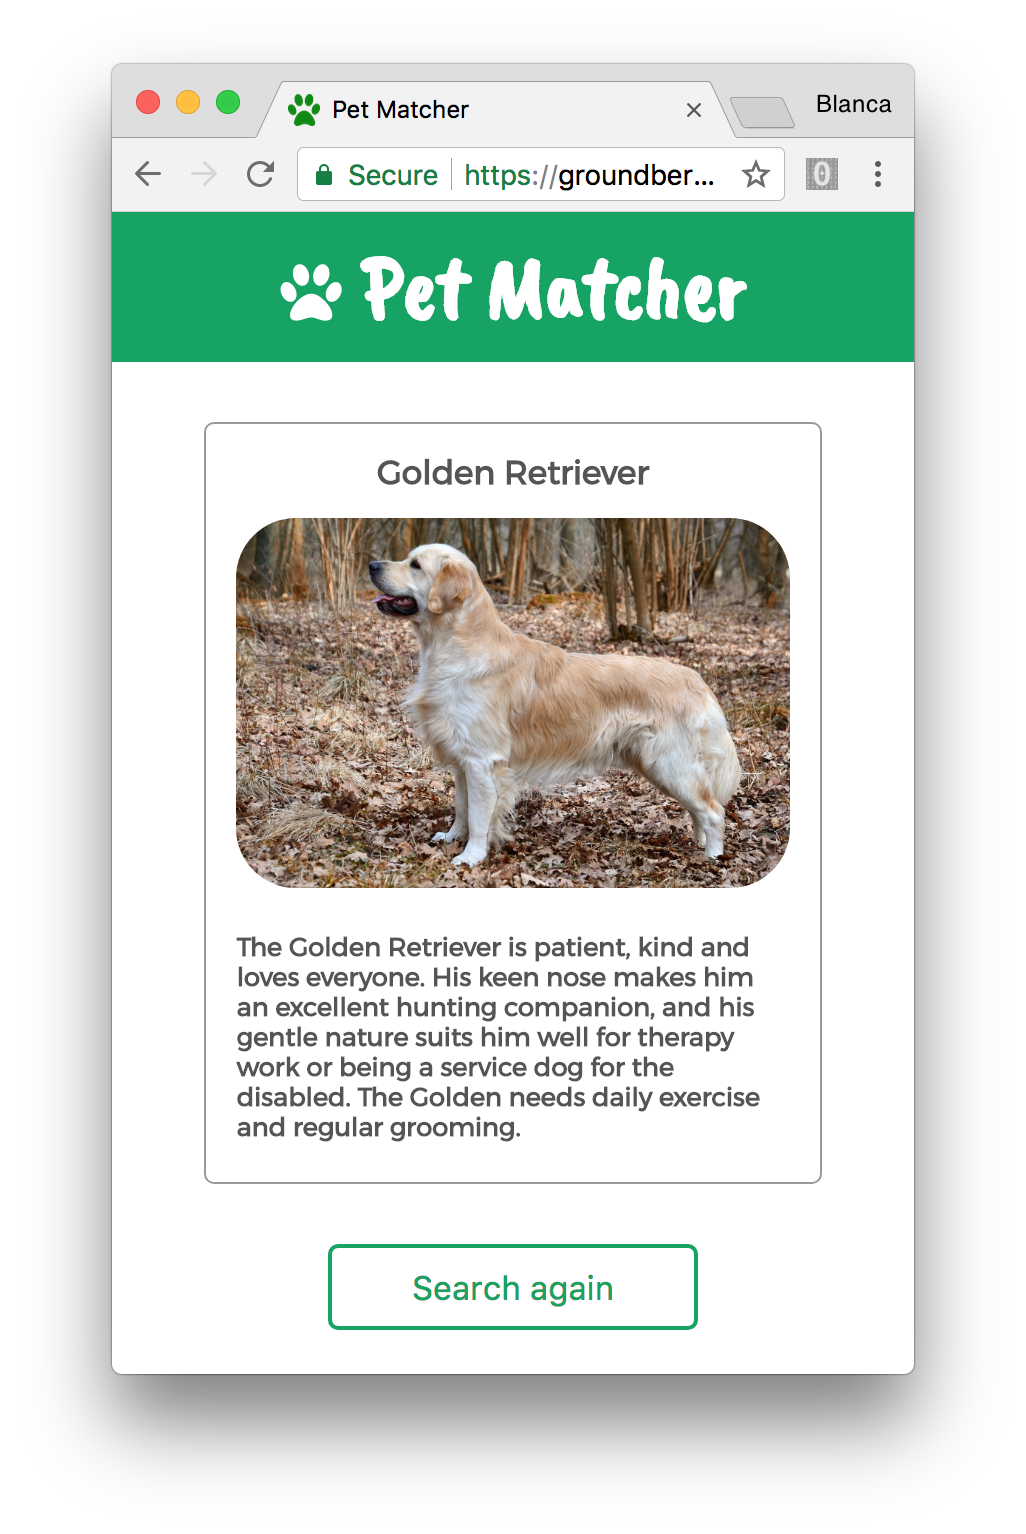 Pet Matcher
Blanca
Secure https://groundber...
0
Pet Matcher
Golden Retriever
The Golden Retriever is patient, kind and
loves everyone. His keen nose makes him
an excellent hunting companion, and his
gentle nature suits him well for therapy
work or being a service dog for the
disabled. The Golden needs daily exercise
and regular grooming.
Search again